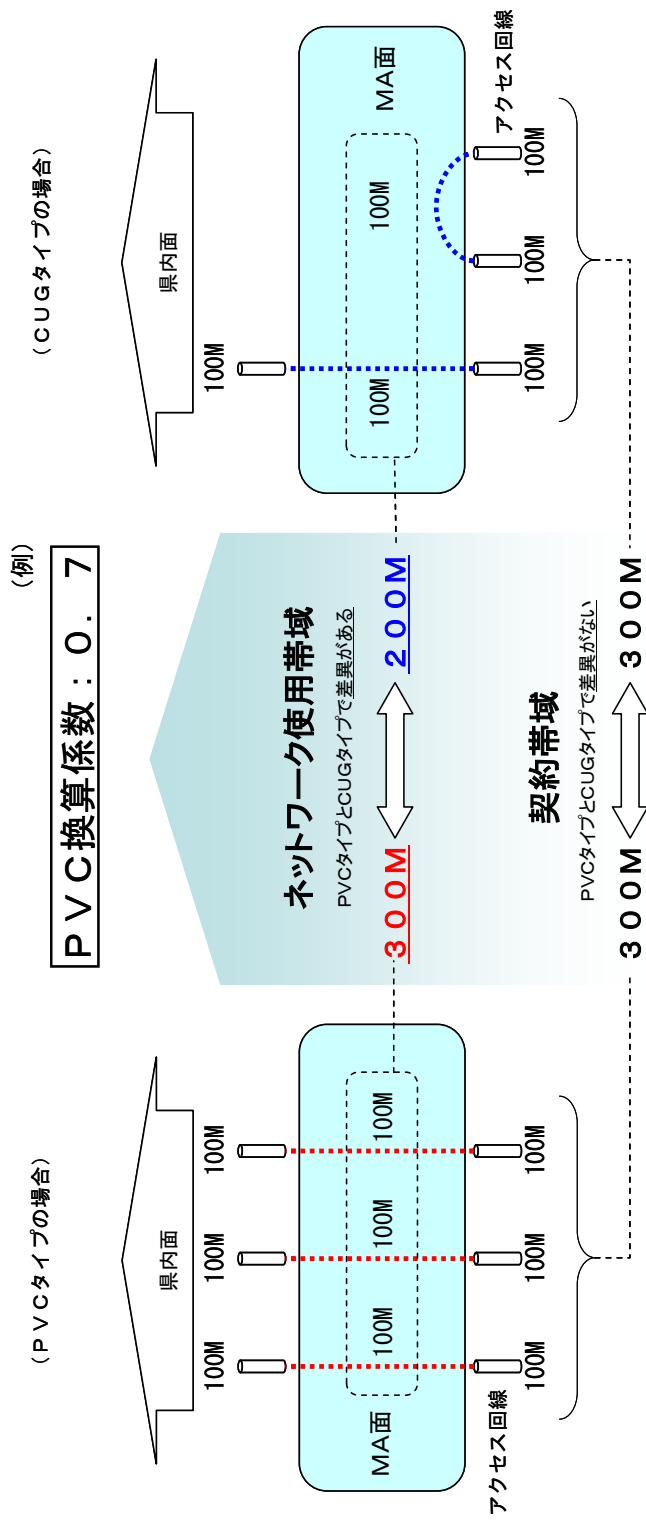 (例)
PVC換算係数:0.7
(PVCタイプの場合)
県内面
100M
100M
100M
MA面
100M
100M
100M
アクセス回線
100M
100M
100M
ネットワーク使用帯域
PVCタイプとCUGタイプで差異がある
300M
200M
契約帯域
PVCタイプとCUGタイプで差異がない
300M
300M
(CUGタイプの場合)
県内面
100M
MA面
100M
100M
アクセス回線
100M
100M
100M